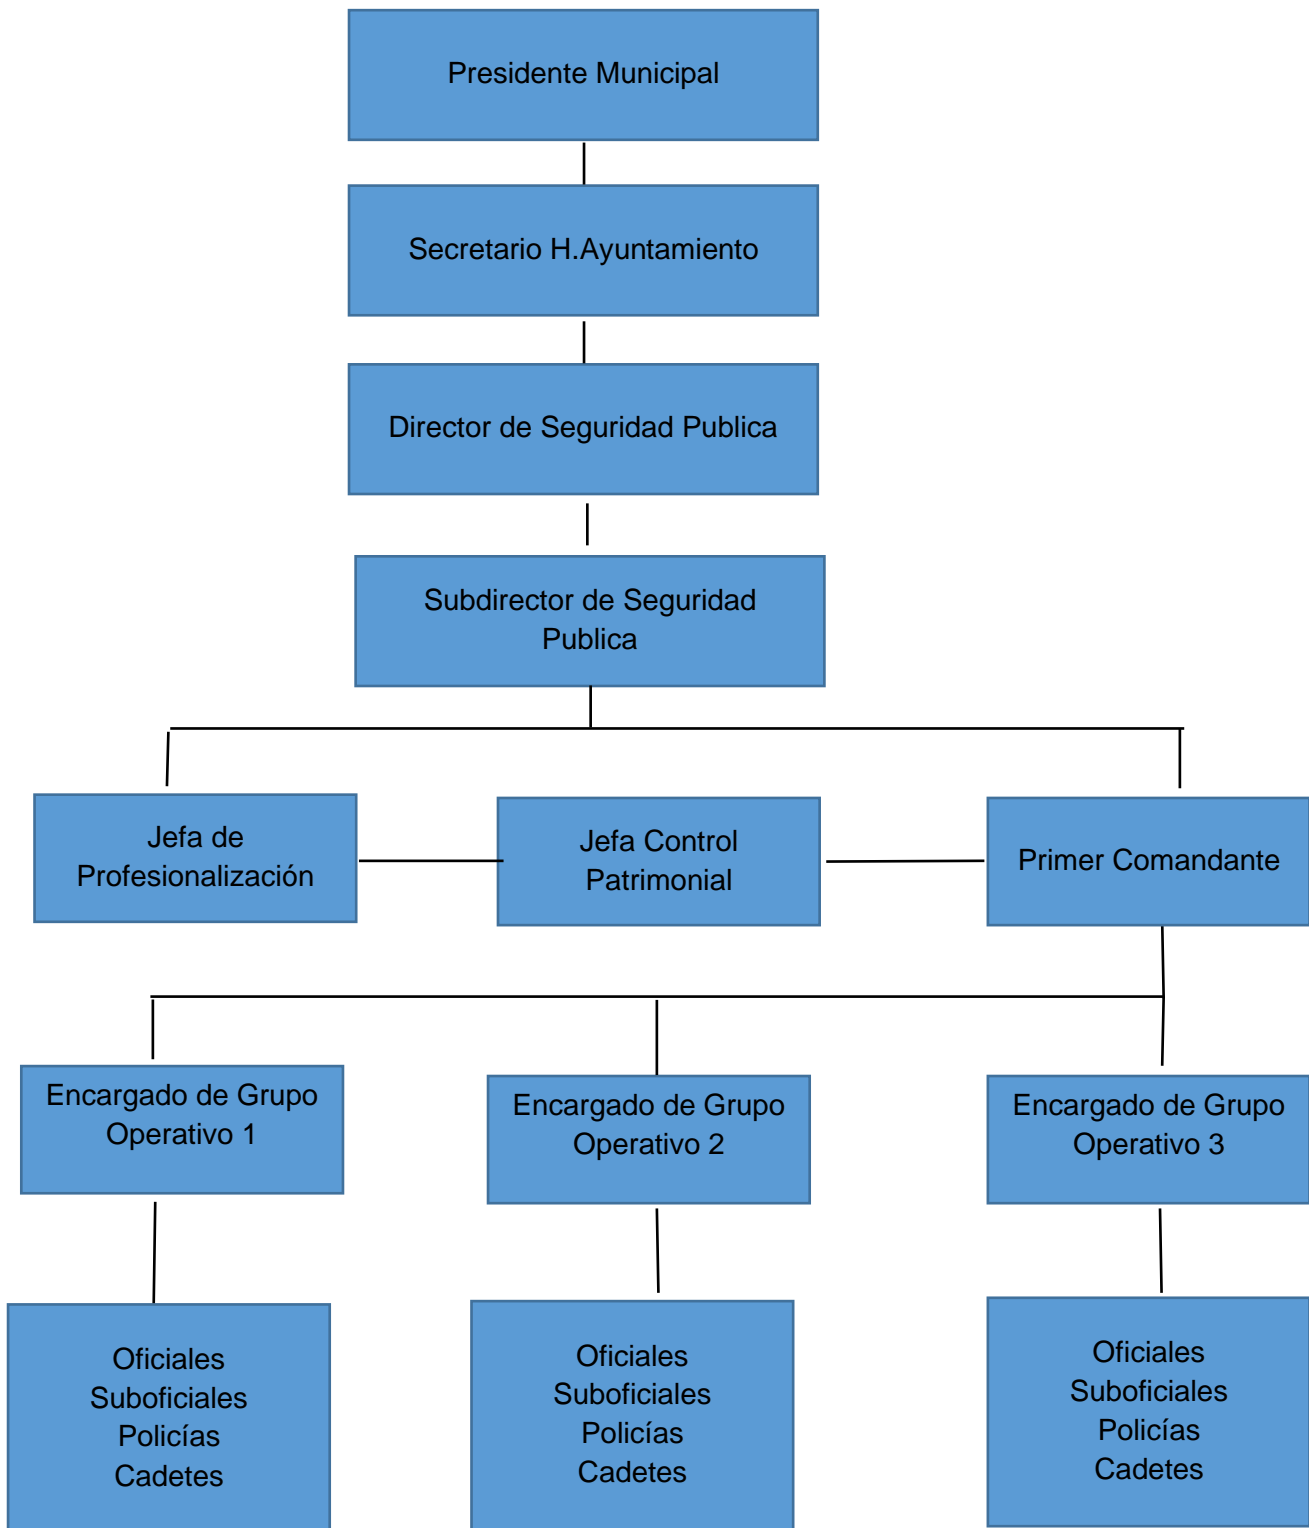 Presidente Municipal
Secretario H.Ayuntamiento
Director de Seguridad Publica
Subdirector de Seguridad
Publica
Jefa de
Profesionalización
Jefa Control
Patrimonial
Primer Comandante
Encargado de Grupo
Operativo 1
Encargado de Grupo
Operativo 2
Encargado de Grupo
Operativo 3
Oficiales
Suboficiales
Policías
Cadetes
Oficiales
Suboficiales
Policías
Cadetes
Oficiales
Suboficiales
Policías
Cadetes